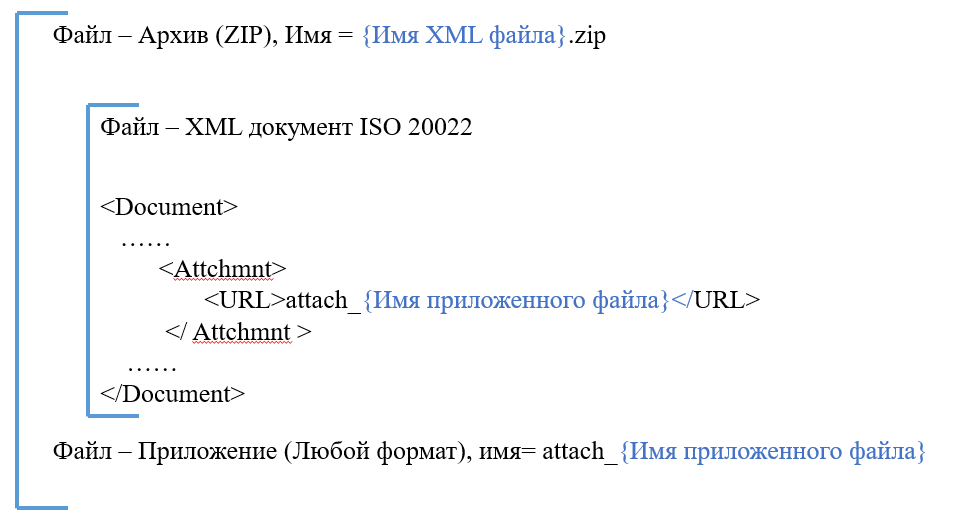 Файл – Архив (ZIP), Имя = {Имя XML файла}.zip
Файл – XML документ ISO 20022
<Document>
……
<Attchmnt>
<URL>attach_{Имя приложенного файла}</URL>
</ Attchmnt >
……
</Document>
Файл – Приложение (Любой формат), имя= attach_{Имя приложенного файла}